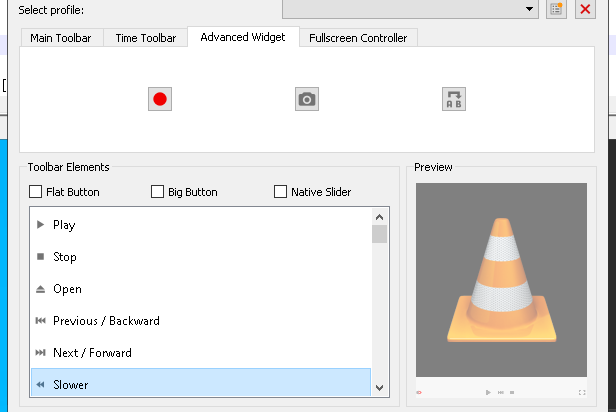 Select profile:
Main Toolbar Time Toolbar Advanced Widget Fullscreen Controller
A B
Toolbar Elements
Preview
Flat Button Big Button Native Slider
Play
Stop
Open
Previous / Backward
Next / Forward
Slower